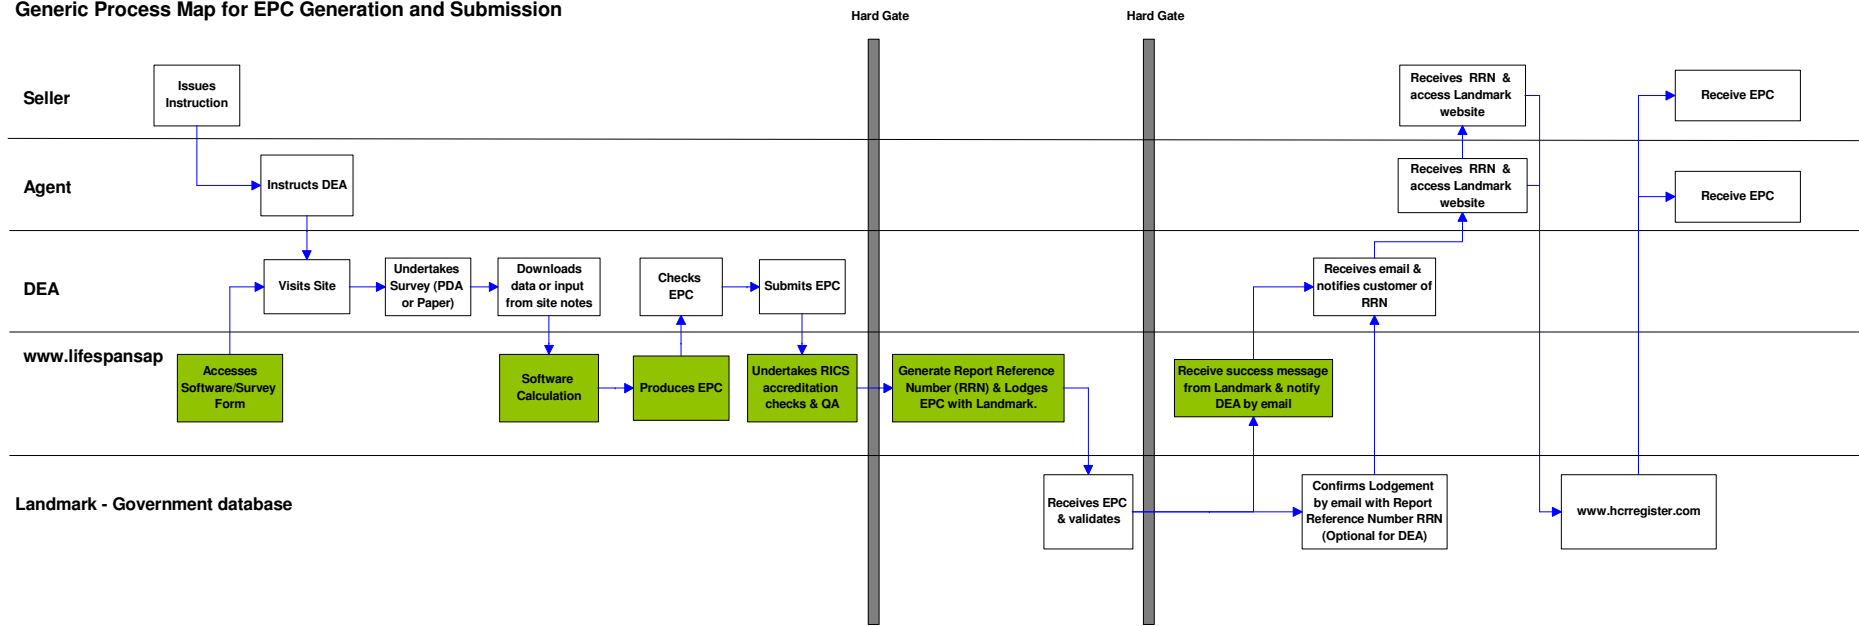 Generic Process Map for EPC Generation and Submission
Hard Gate
Hard Gate
Seller
Issues
Instruction
Receives RRN &
access Landmark
website
Receive EPC
Agent
Instructs DEA
Receives RRN &
access Landmark
website
Receive EPC
DEA
Visits Site
Undertakes
Survey (PDA
or Paper)
Downloads
data or input
from site notes
Checks
EPC
Submits EPC
Receives email &
notifies customer of
RRN
www.lifespansap
Accesses
Software/Survey
Form
Software
Calculation
Produces EPC
Undertakes RICS
accreditation
checks & QA
Generate Report Reference
Number (RRN) & Lodges
EPC with Landmark.
Receive success message
from Landmark & notify
DEA by email
Landmark - Government database
Receives EPC
& validates
Confirms Lodgement
by email with Report
Reference Number RRN
(Optional for DEA)
www.hcrregister.com